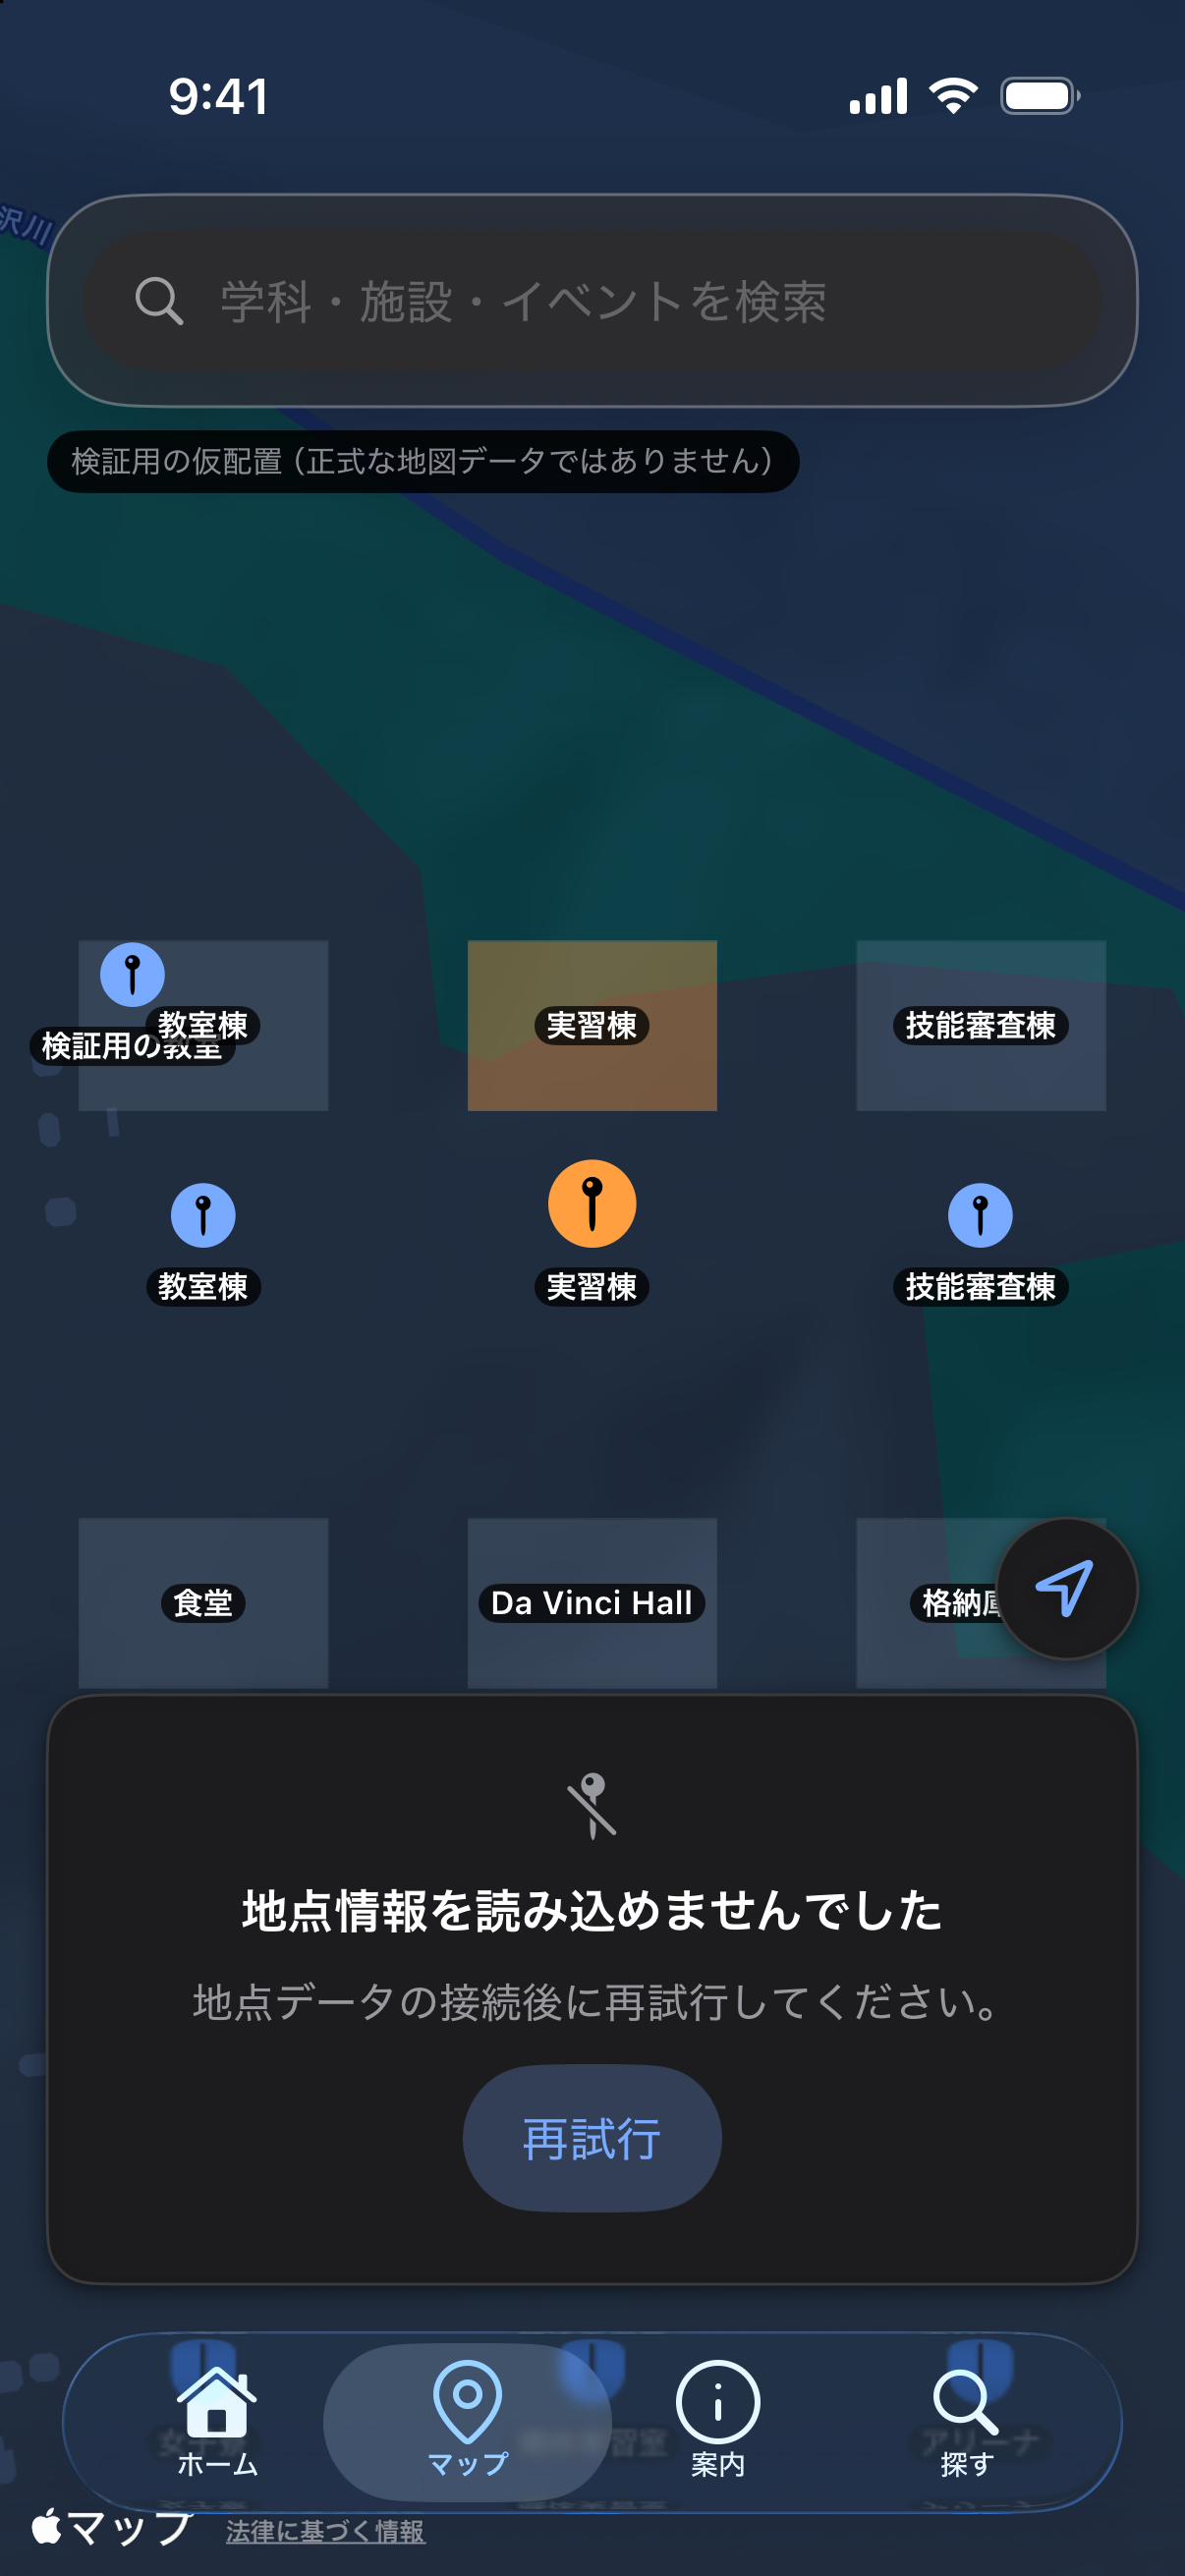 9:41
沢川
学科・施設・イベントを検索
検証用の仮配置（正式な地図データではありません）
教室棟
実習棟
技能審査棟
検証用の教室
教室棟
実習棟
技能審査棟
食堂
Da Vinci Hall
格納庫
地点情報を読み込めませんでした
地点データの接続後に再試行してください。
再試行
アリーナ
ホーム
マップ
案内
探す
マップ
法律に基づく情報